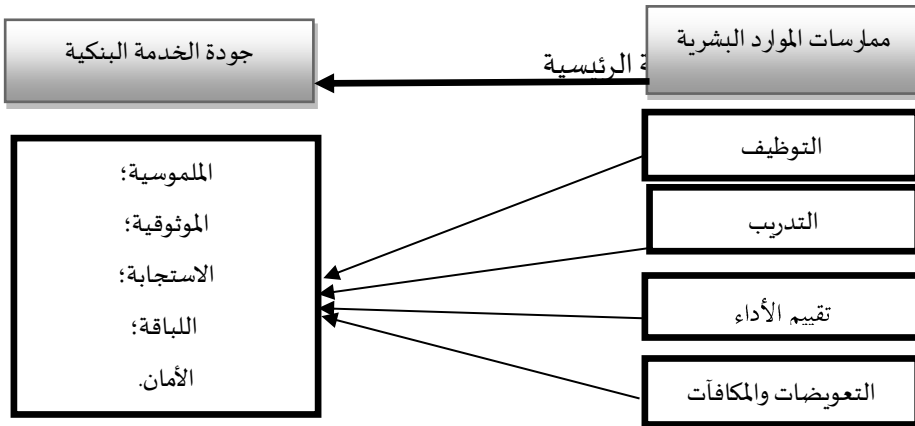 ممارسات الموارد البشرية
جودة الخدمة البنكية
الرئيسية
التوظيف
التدريب
تقييم الأداء
التعويضات والمكافآت
الملموسية؛
الموثوقية؛
الاستجابة؛
اللباقة؛
الأمان.